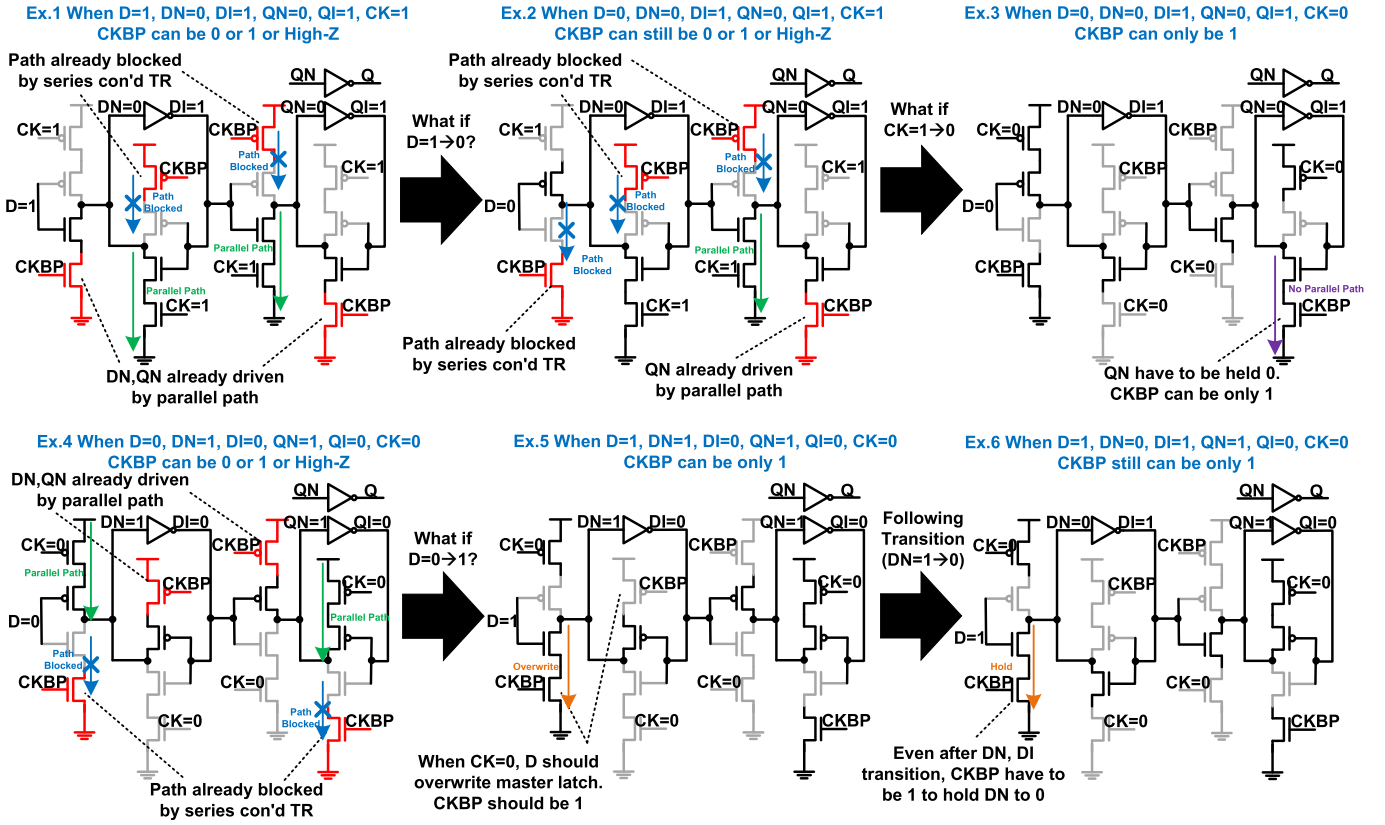 Ex.1 When D=1, DN=0, DI=1, QN=0, QI=1, CK=1
CKBP can be 0 or 1 or High-Z
Path already blocked
by series con'd TR
QN
Q
DN=0
DI=1
QN=0
QI=1
CK=1
CKBP
Path
Blocked
CKBP
CK=1
Path
Blocked
D=1
Parallel Path
CKBP
CK=1
Parallel Path
CK=1
CKBP
DN,QN already driven
by parallel path
What if
D=1→0?
Ex.2 When D=0, DN=0, DI=1, QN=0, QI=1, CK=1
CKBP can still be 0 or 1 or High-Z
Path already blocked
by series con'd TR
QN
Q
DN=0
DI=1
QN=0
QI=1
CK=1
CKBP
Path
Blocked
CKBP
CK=1
Path
Blocked
D=0
Path
Blocked
Parallel Path
CKBP
CK=1
CK=1
CKBP
Path already blocked
by series con'd TR
QN already driven
by parallel path
What if
CK=1→0
Ex.3 When D=0, DN=0, DI=1, QN=0, QI=1, CK=0
CKBP can only be 1
QN
Q
DN=0
DI=1
QN=0
QI=1
CK=0
CKBP
CKBP
CK=0
D=0
CKBP
CK=0
No Parallel Path
CK=0
CKBP
QN have to be held 0.
CKBP can be only 1
Ex.4 When D=0, DN=1, DI=0, QN=1, QI=0, CK=0
CKBP can be 0 or 1 or High-Z
DN,QN already driven
by parallel path
QN
Q
DN=1
DI=0
QN=1
QI=0
CK=0
CKBP
Parallel Path
CKBP
CK=0
D=0
Parallel Path
Path
Blocked
CKBP
CK=0
Path
Blocked
CK=0
CKBP
Path already blocked
by series con'd TR
What if
D=0→1?
Ex.5 When D=1, DN=1, DI=0, QN=1, QI=0, CK=0
CKBP can be only 1
QN
Q
DN=1
DI=0
QN=1
QI=0
CK=0
CKBP
CKBP
CK=0
D=1
Overwrite
CKBP
CK=0
CK=0
CKBP
When CK=0, D should
overwrite master latch.
CKBP should be 1
Following
Transition
(DN=1→0)
Ex.6 When D=1, DN=0, DI=1, QN=1, QI=0, CK=0
CKBP still can be only 1
QN
Q
DN=0
DI=1
QN=1
QI=0
CK=0
CKBP
CKBP
CK=0
D=1
Hold
CKBP
CK=0
CK=0
CKBP
Even after DN, DI
transition, CKBP have to
be 1 to hold DN to 0